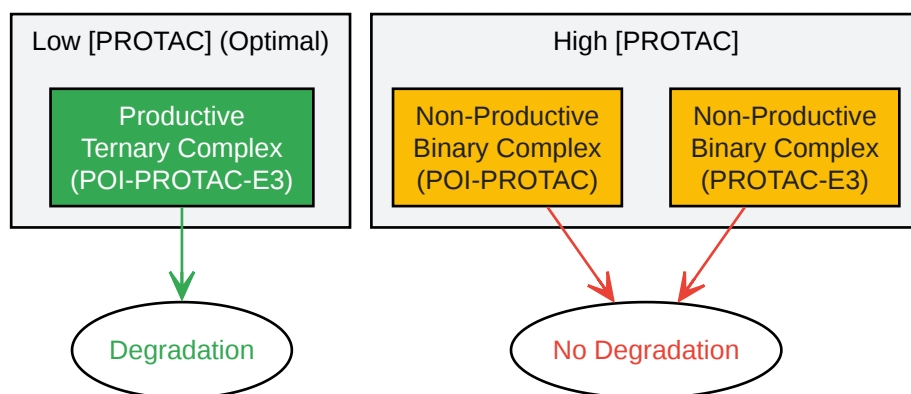 Low [PROTAC] (Optimal)
Productive
Ternary Complex
(POI-PROTAC-E3)
Degradation
High [PROTAC]
Non-Productive
Binary Complex
(POI-PROTAC)
Non-Productive
Binary Complex
(PROTAC-E3)
No Degradation